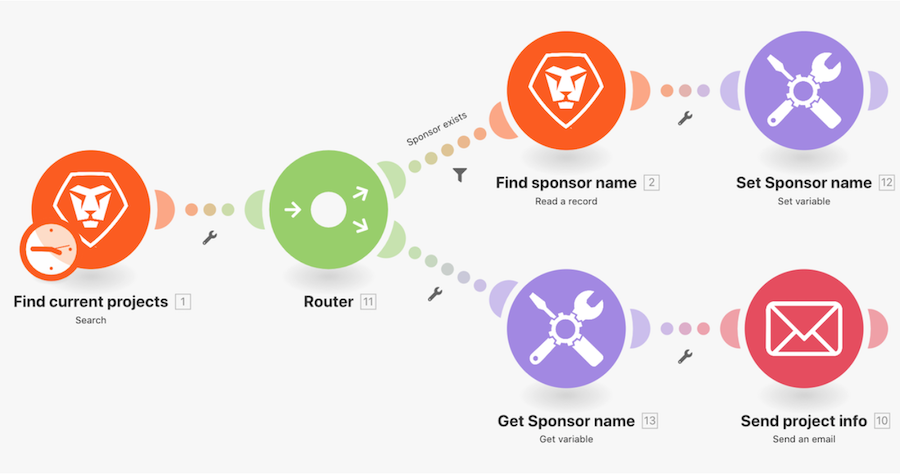 Sponsor exists
Find sponsor name 2
Read a record
Set Sponsor name 12
Set variable
Find current projects 1
Search
Router 11
Get Sponsor name 13
Get variable
Send project info 10
Send an email